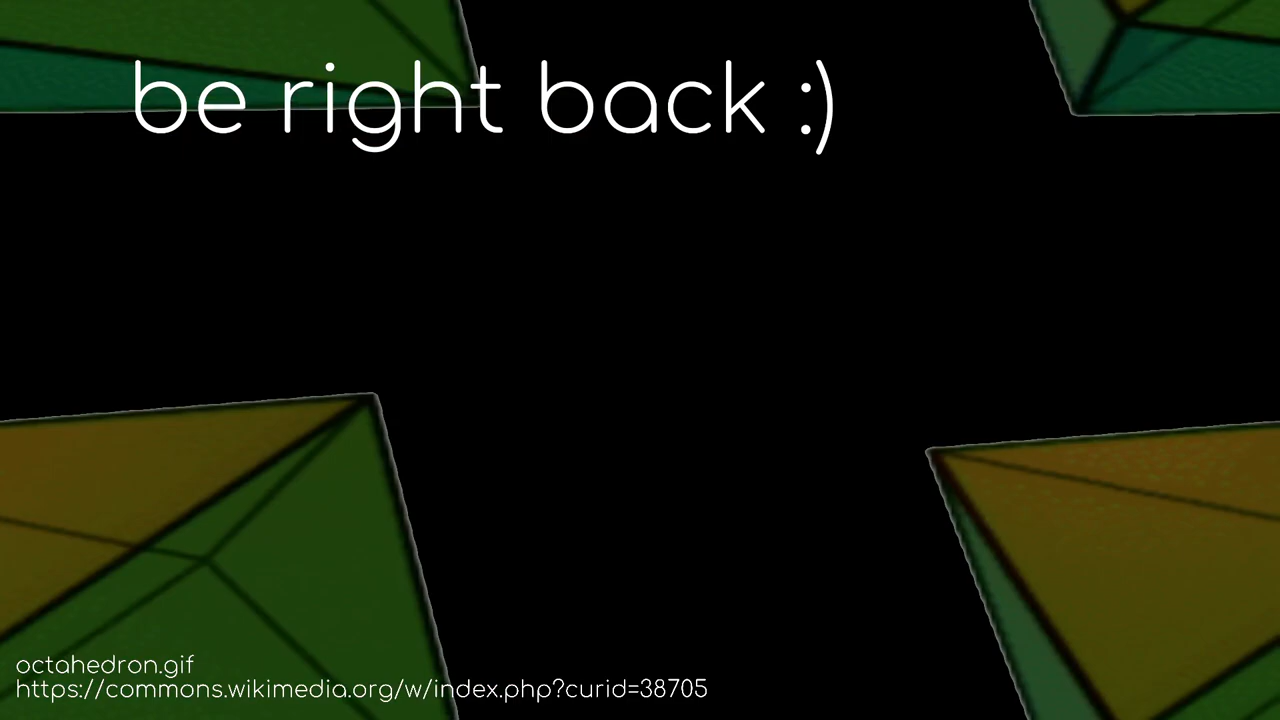 be right back :)
octahedron.gif
https://commons.wikimedia.org/w/index.php?curid=38705